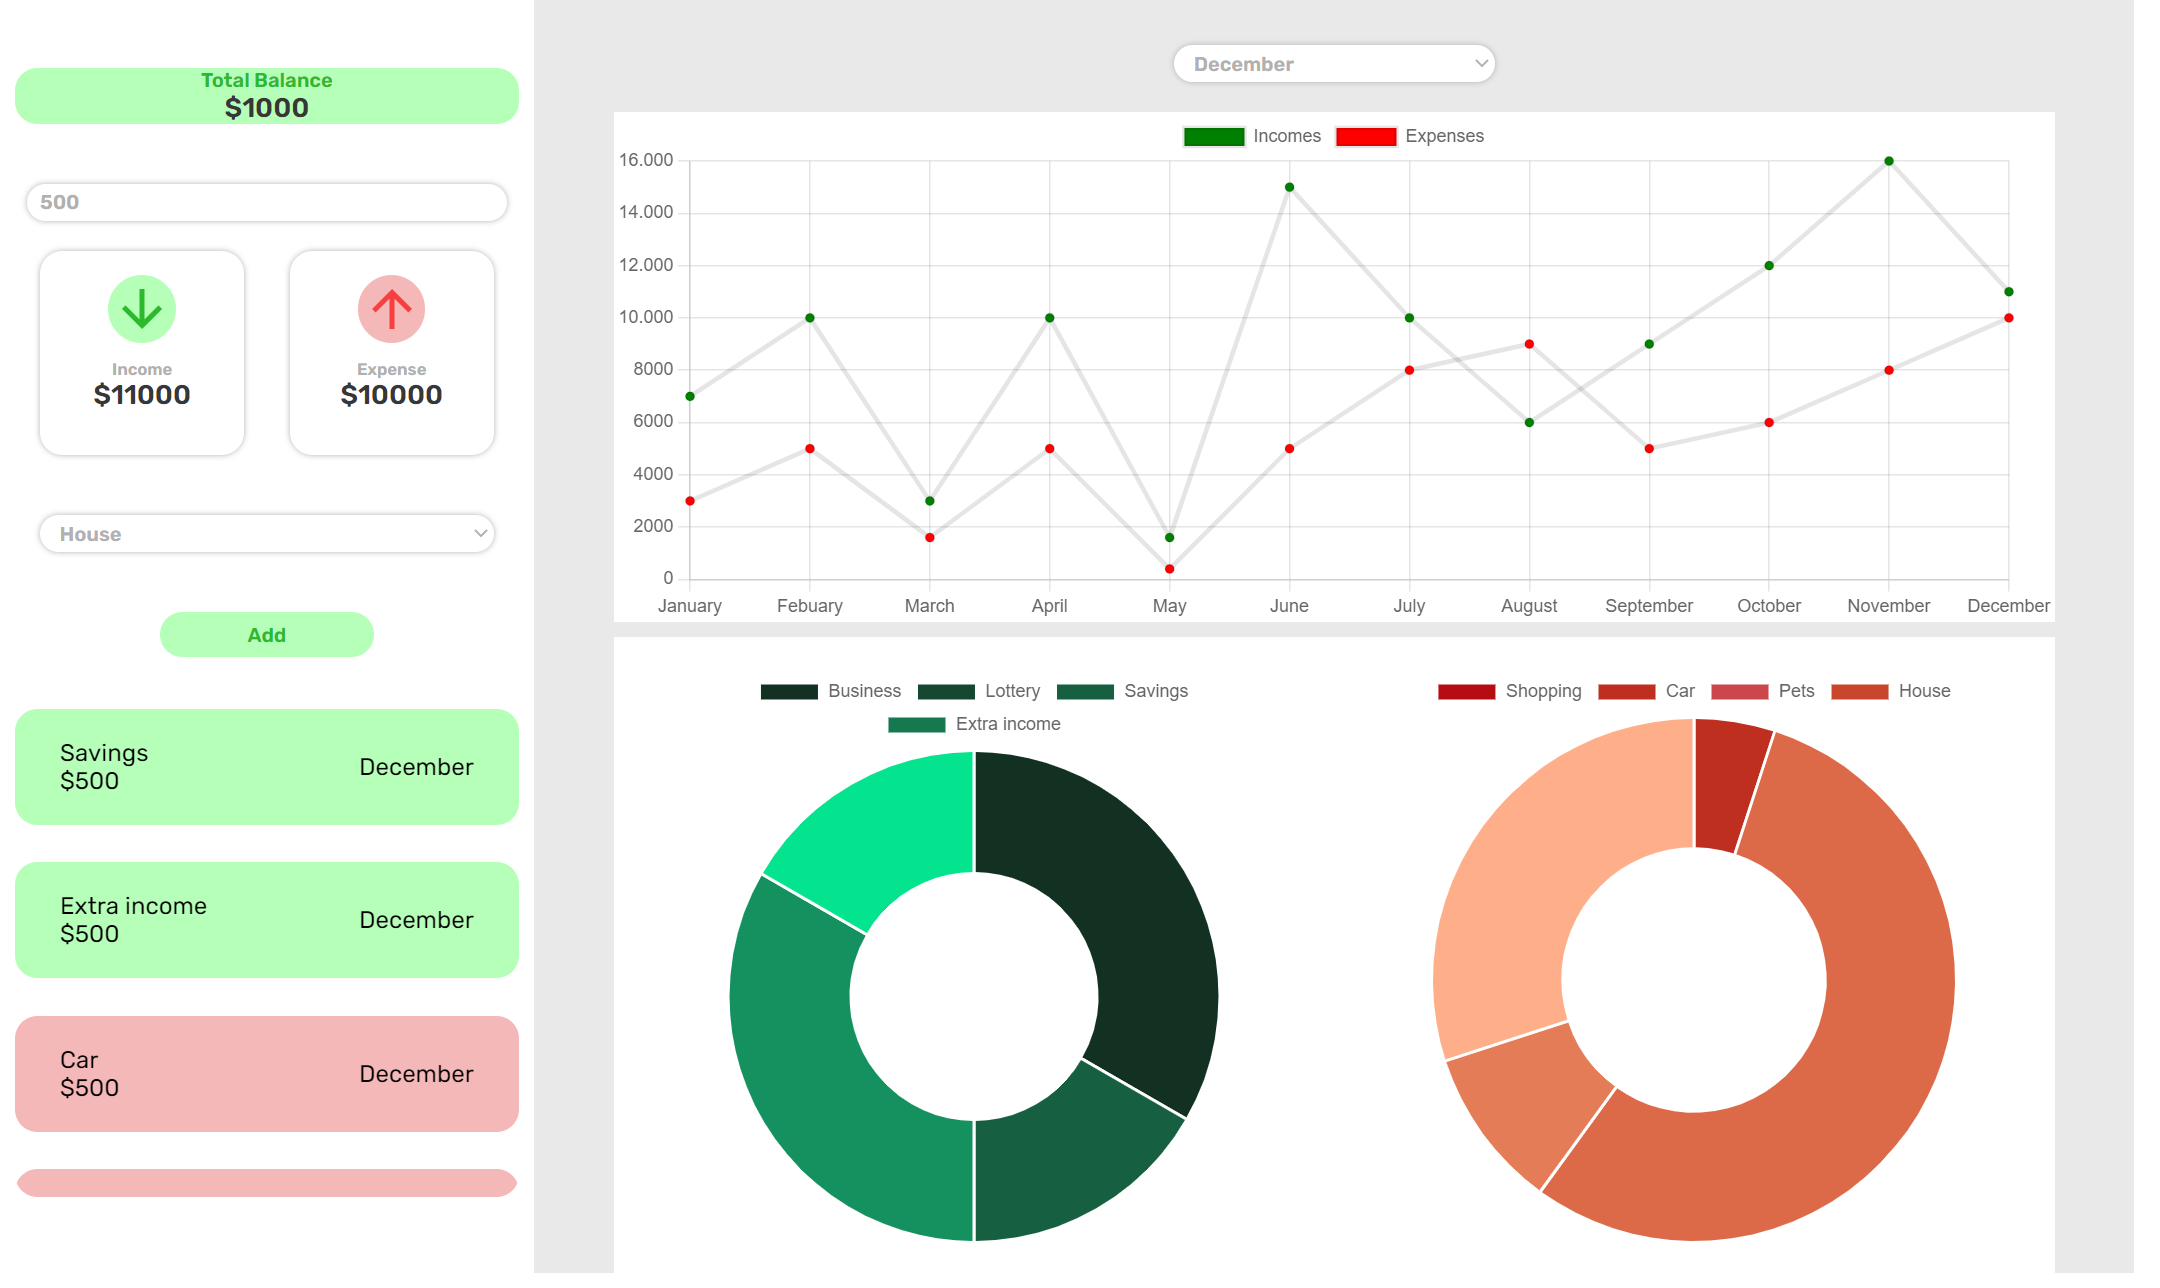 Total Balance
$1000
500
Income
$11000
Expense
$10000
House
Add
Savings
$500
December
Extra income
$500
December
Car
$500
December
December
Incomes
Expenses
16.000
14.000
12.000
10.000
8000
6000
4000
2000
0
January Febuary March April May June July August September October November December
Business Lottery Savings
Extra income
Shopping Car Pets House